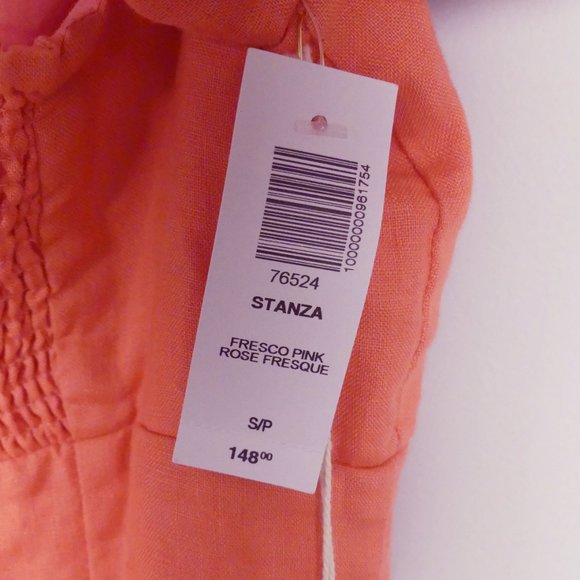 10000000961754
76524
STANZA
FRESCO PINK
ROSE FRESQUE
S/P
148⁰⁰